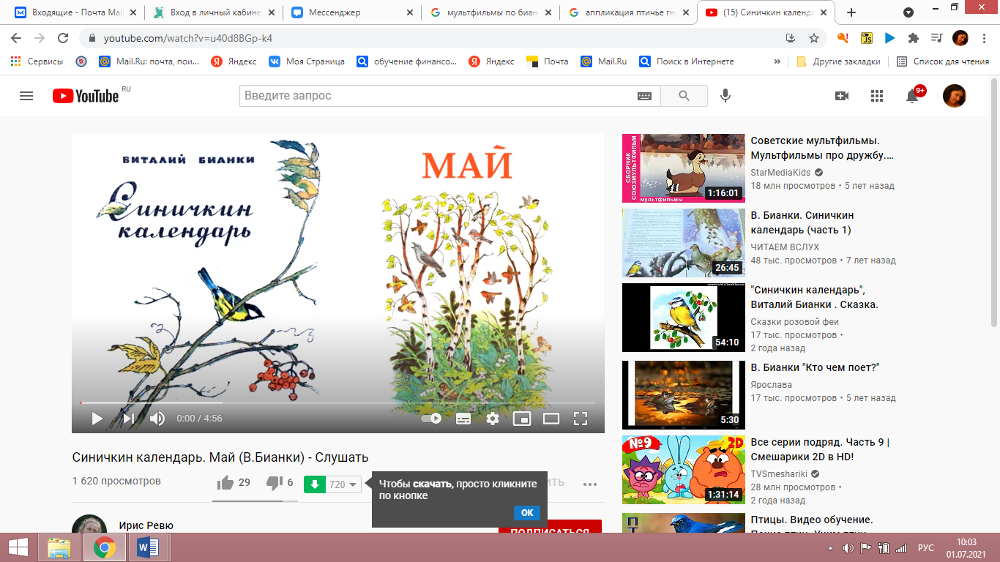 Входящие - Почта Mail
Вход в личный кабине
Мессенджер
мультфильмы по биан
аппликация птичье гн
(15) Синичкин календа
youtube.com/watch?v=u40d8BGp-k4
Сервисы
Mail.Ru: почта, пои...
Яндекс
Моя Страница
обучение финансо...
Яндекс
Почта
Mail.Ru
Поиск в Интернете
»
Другие закладки
Список для чтения
YouTube RU
Введите запрос
9+
ВИТАЛИЙ БИАНКИ
Синичкин
календарь
МАЙ
0:00 / 4:56
Синичкин календарь. Май (В.Бианки) - Слушать
1 620 просмотров
29
6
720
Чтобы скачать, просто кликните
по кнопке
OK
Ирис Ревю
ПОДПИСАТЬСЯ
СБОРНИК
СОЮЗМУЛЬТФИЛЬМ
мультфильмы
1:16:01
Советские мультфильмы.
Мультфильмы про дружбу....
StarMediaKids
18 млн просмотров • 5 лет назад
26:45
В. Бианки. Синичкин
календарь (часть 1)
ЧИТАЕМ ВСЛУХ
48 тыс. просмотров • 7 лет назад
54:10
"Синичкин календарь",
Виталий Бианки . Сказка.
Сказки розовой феи
17 тыс. просмотров •
2 года назад
5:30
В. Бианки "Кто чем поет?"
Ярослава
17 тыс. просмотров • 5 лет назад
№9
2D
1:31:14
Все серии подряд. Часть 9 |
Смешарики 2D в HD!
TVSmeshariki
28 млн просмотров •
2 года назад
Птицы. Видео обучение.
РУС
10:03
01.07.2021